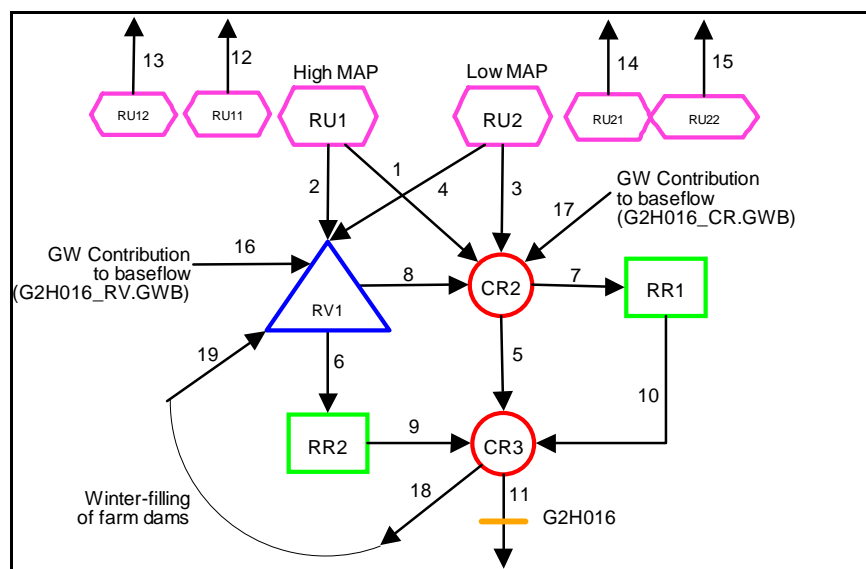 13
12
14
15
High MAP
Low MAP
RU12
RU11
RU1
RU2
RU21
RU22
2
1
4
3
17
GW Contribution
to baseflow
(G2H016_CR.GWB)
GW Contribution
to baseflow
(G2H016_RV.GWB)
16
RV1
8
CR2
7
RR1
19
6
5
10
RR2
9
CR3
Winter-filling
of farm dams
18
11
G2H016